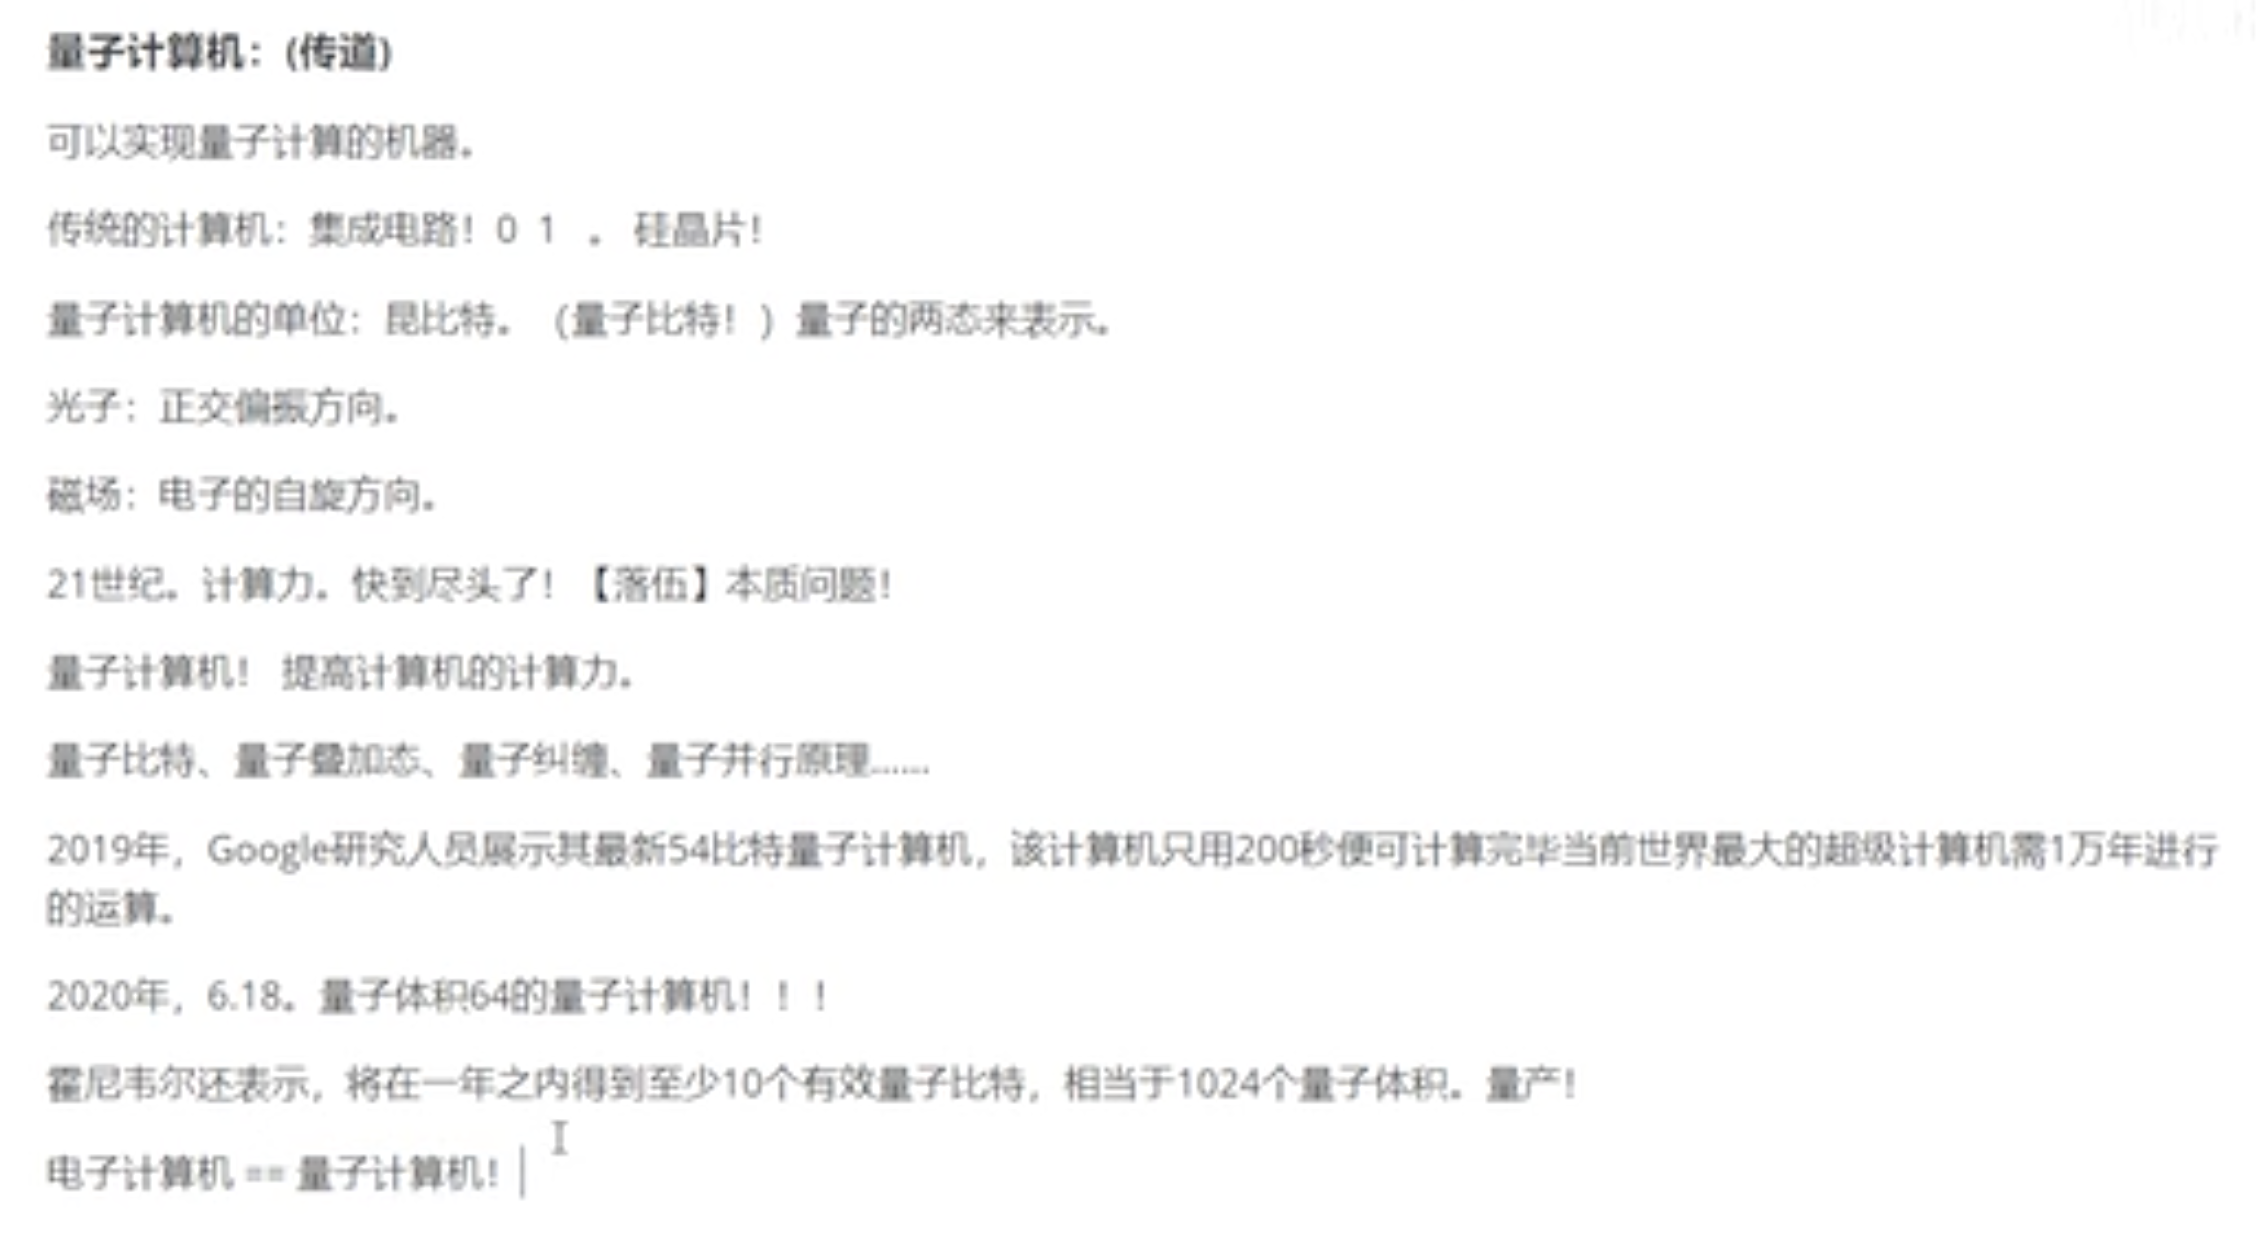 量子计算机：(传道)
可以实现量子计算的机器。
传统的计算机：集成电路！0 1 。 硅晶片！
量子计算机的单位：昆比特。（量子比特！）量子的两态来表示。
光子：正交偏振方向。
磁场：电子的自旋方向。
21世纪。计算力。快到尽头了！【落伍】本质问题！
量子计算机！ 提高计算机的计算力。
量子比特、量子叠加态、量子纠缠、量子并行原理......
2019年，Google研究人员展示其最新54比特量子计算机，该计算机只用200秒便可计算完毕当前世界最大的超级计算机需1万年进行
的运算。
2020年，6.18。量子体积64的量子计算机！！！
霍尼韦尔还表示，将在一年之内得到至少10个有效量子比特，相当于1024个量子体积。量产！
电子计算机 == 量子计算机！